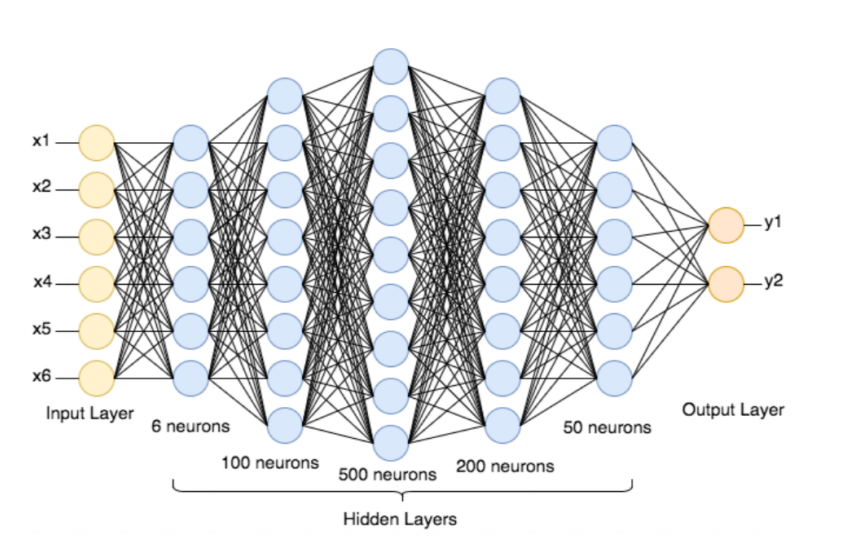 x1
x2
x3
x4
x5
x6
y1
y2
Input Layer
6 neurons
100 neurons
500 neurons
200 neurons
50 neurons
Output Layer
Hidden Layers